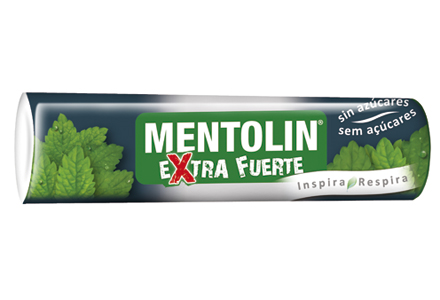 MENTOLIN®
EXTRA FUERTE
sin azúcares
sem açúcares
Inspira Respira